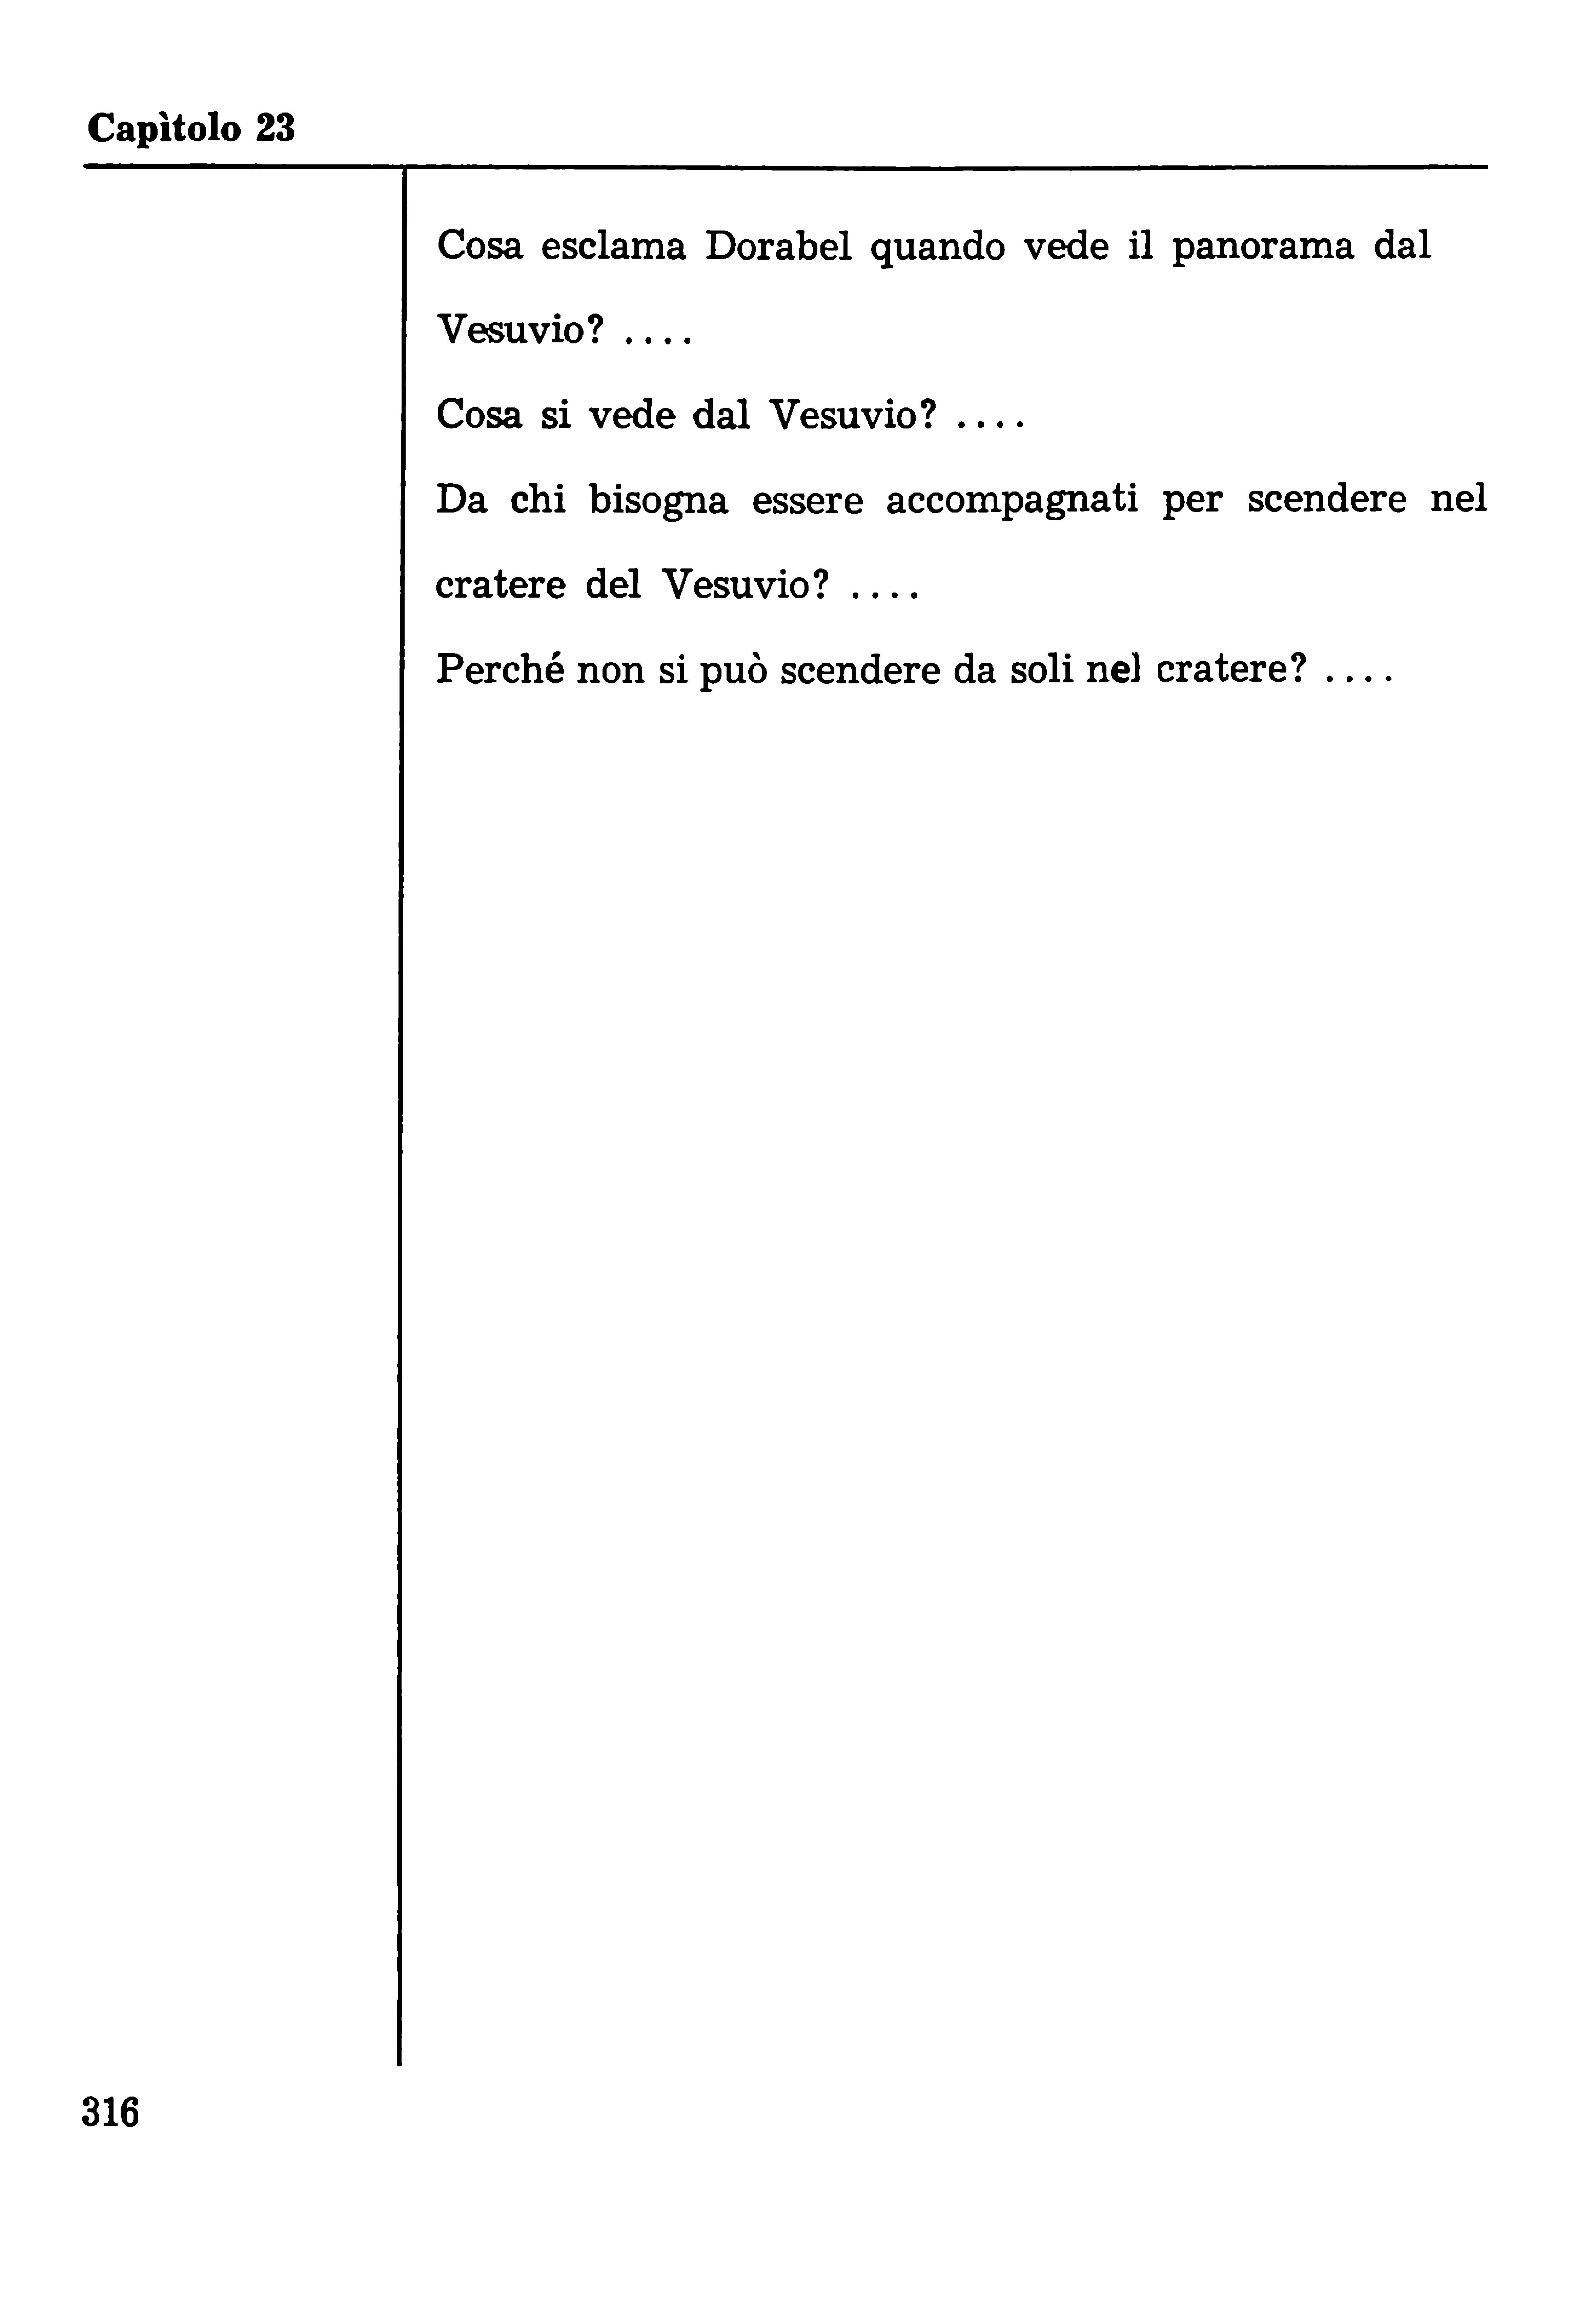 Capìtolo 23
Cosa esclama Dorabel quando vede il panorama dal
Vesuvio? ....
Cosa si vede dal Vesuvio? ....
Da chi bisogna essere accompagnati per scendere nel
cratere del Vesuvio? ....
Perché non si può scendere da soli nel cratere? ....
316